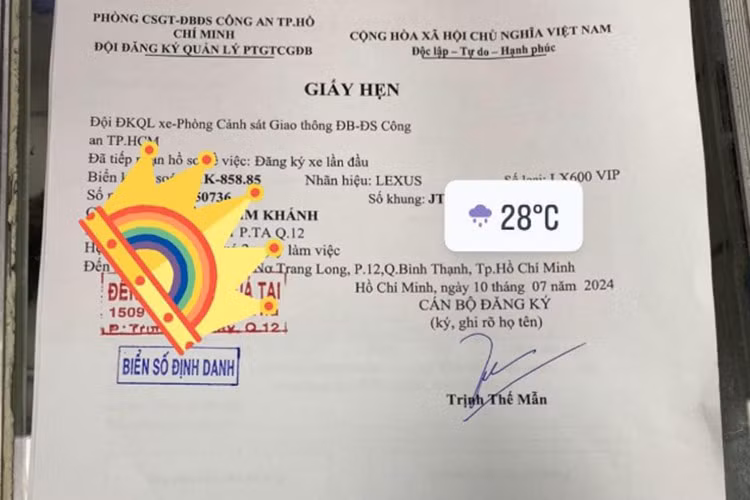 PHÒNG CSGT-ĐBĐS CÔNG AN TP.HỒ
CHÍ MINH
ĐỘI ĐĂNG KÝ QUẢN LÝ PTGTCGĐB
CỘNG HÒA XÃ HỘI CHỦ NGHĨA VIỆT NAM
Độc lập – Tự do – Hạnh phúc
GIẤY HẸN
Đội ĐKQL xe-Phòng Cảnh sát Giao thông ĐB-ĐS Công
an TP.HCM
Đã tiếp hồ việc: Đăng ký xe lần đầu
Biển K-858.85 Nhãn hiệu: LEXUS Số loại: LX600 VIP
Số 50736 Số khung: JT
28°C
KHÁNH
P.TA Q.12
làm việc
Đến Trang Long, P.12,Q.Bình Thạnh, Tp.Hồ Chí Minh
Hồ Chí Minh, ngày 10 tháng 07 năm 2024
CÁN BỘ ĐĂNG KÝ
(ký, ghi rõ họ tên)
TẠI
1509
Q.12
BIỂN SỐ ĐỊNH DANH
Trịnh Thế Mẫn